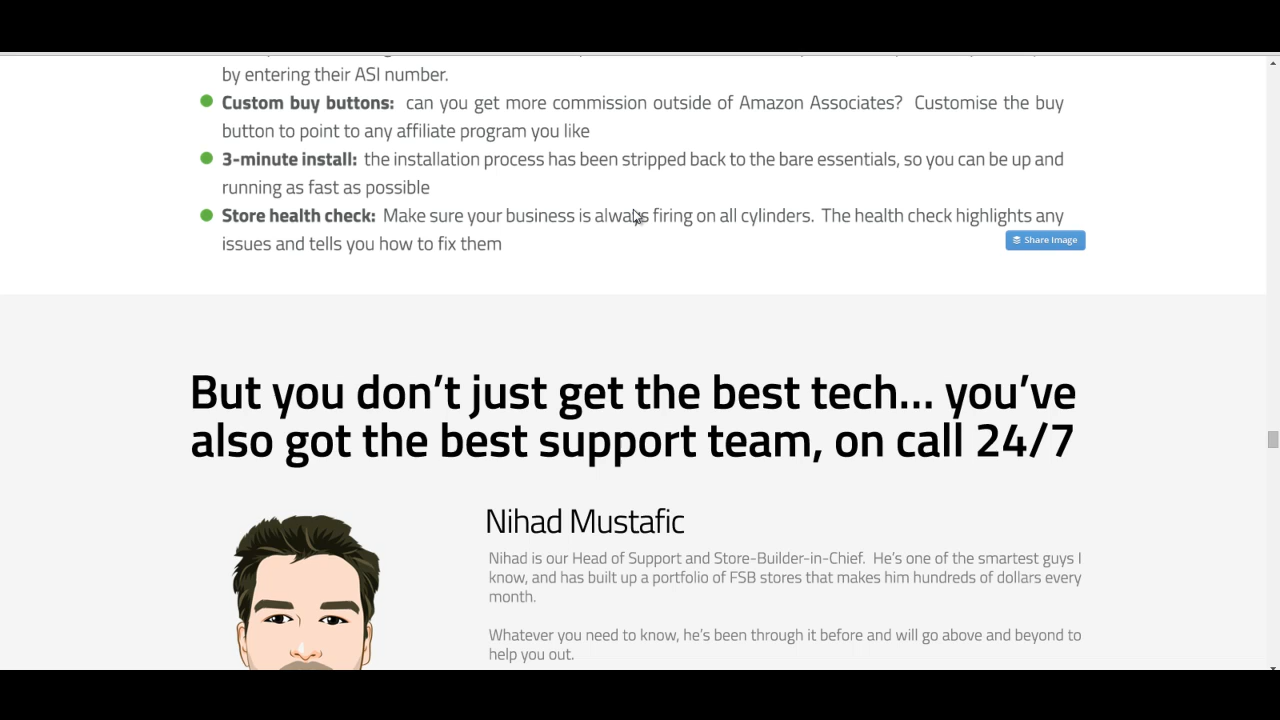 by entering their ASI number.
Custom buy buttons: can you get more commission outside of Amazon Associates? Customise the buy
button to point to any affiliate program you like
3-minute install: the installation process has been stripped back to the bare essentials, so you can be up and
running as fast as possible
Store health check: Make sure your business is always firing on all cylinders. The health check highlights any
issues and tells you how to fix them
Share Image
But you don't just get the best tech... you've
also got the best support team, on call 24/7
Nihad Mustafic
Nihad is our Head of Support and Store-Builder-in-Chief. He's one of the smartest guys I
know, and has built up a portfolio of FSB stores that makes him hundreds of dollars every
month.
Whatever you need to know, he's been through it before and will go above and beyond to
help you out.